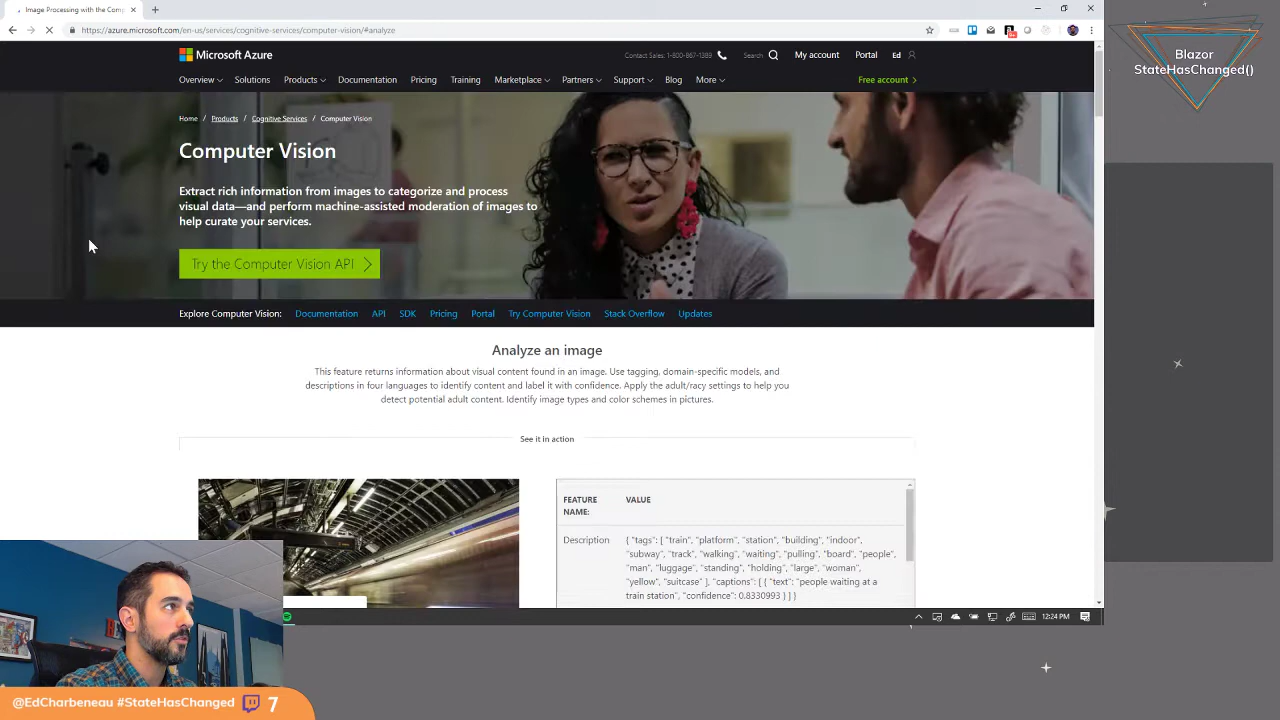 Image Processing with the Comp
https://azure.microsoft.com/en-us/services/cognitive-services/computer-vision/#analyze
Microsoft Azure
Contact Sales: 1-800-867-1389
Search
My account
Portal
Ed
Overview
Solutions
Products
Documentation
Pricing
Training
Marketplace
Partners
Support
Blog
More
Free account
Home / Products / Cognitive Services / Computer Vision
Computer Vision
Extract rich information from images to categorize and process
visual data—and perform machine-assisted moderation of images to
help curate your services.
Try the Computer Vision API
Explore Computer Vision: Documentation API SDK Pricing Portal Try Computer Vision Stack Overflow Updates
Analyze an image
This feature returns information about visual content found in an image. Use tagging, domain-specific models, and
descriptions in four languages to identify content and label it with confidence. Apply the adult/racy settings to help you
detect potential adult content. Identify image types and color schemes in pictures.
See it in action
FEATURE
NAME:
VALUE
Description
{ "tags": [ "train", "platform", "station", "building", "indoor",
"subway", "track", "walking", "waiting", "pulling", "board", "people",
"man", "luggage", "standing", "holding", "large", "woman",
"yellow", "suitcase" ], "captions": [ { "text": "people waiting at a
train station", "confidence": 0.8330993 } ] }
12:24 PM
Blazor
StateHasChanged()
@EdCharbeneau #StateHasChanged 7